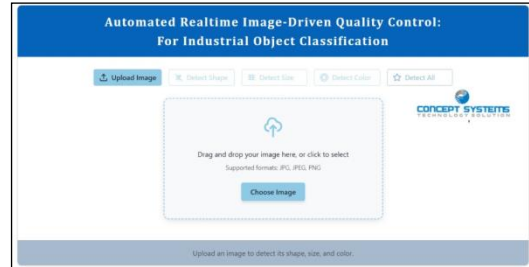 Automated Realtime Image-Driven Quality Control:
For Industrial Object Classification
Upload Image
Detect Shape
Detect Size
Detect Color
Detect All
CONCEPT SYSTEMS
TECHNOLOGY SOLUTION
Drag and drop your image here, or click to select
Supported formats: JPG, JPEG, PNG
Choose Image
Upload an image to detect its shape, size, and color.